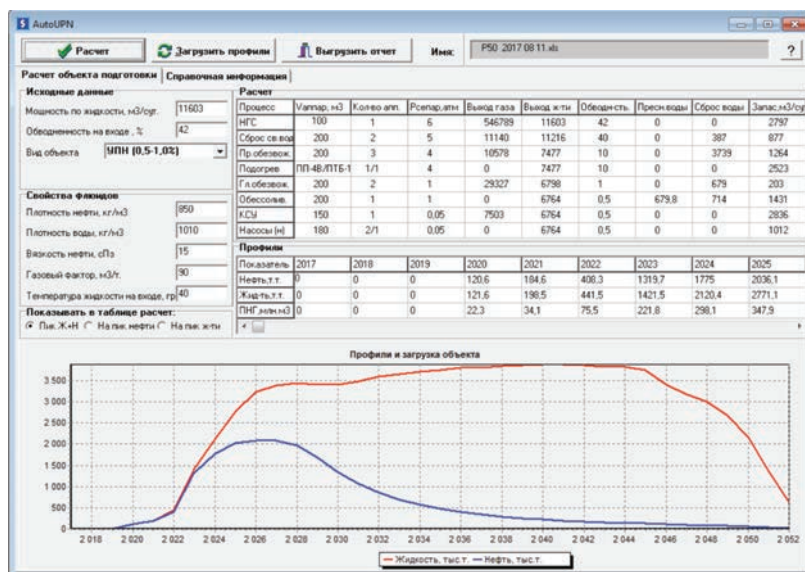 AutoUPN
Расчет Загрузить профили Выгрузить отчет Имя: P50 2017 08 11.xls ?
Расчет объекта подготовки Справочная информация
Исходные данные
Мощность по жидкости, м3/сут. 11603
Обводненность на входе , % 42
Вид объекта УПН (0,5-1,0%)
Свойства флюидов
Плотность нефти, кг/м3 850
Плотность воды, кг/м3 1010
Вязкость нефти, сПз 15
Газовый фактор, м3/т. 90
Температура жидкости на входе, гр 40
Показывать в таблице расчет:
Пик. Ж+Н На пик. нефти На пик. ж-ти
Расчет
Процесс Vаппар, м3 Кол-во апп. Рсепар,атм Выход газа Выход ж-ти Обводн-сть. Пресн.воды Сброс воды Запас,м3/су
НГС 100 1 6 546789 11603 42 0 0 2797
Сброс св.вод 200 2 5 11140 11216 40 0 387 877
Пр.обезвож. 200 3 4 10578 7477 10 0 3739 1264
Подогрев ПП-4В/ПТБ-1 1/1 4 0 7477 10 0 0 2523
Гл.обезвож. 200 2 1 29327 6798 1 0 679 203
Обессолив. 200 1 1 0 6764 0,5 679,8 714 1431
КСУ 150 1 0,05 7503 6764 0,5 0 0 2836
Насосы (н) 180 2/1 0,05 0 6764 0,5 0 0 1012
Профили
Показатель 2017 2018 2019 2020 2021 2022 2023 2024 2025
Нефть,т.т. 0 0 0 120,6 184,6 408,3 1319,7 1775 2036,1
Жид-ть,т.т. 0 0 0 121,6 198,5 441,5 1421,5 2120,4 2771,1
ПНГ,млн.м3 0 0 0 22,3 34,1 75,5 221,8 298,1 347,9
Профили и загрузка объекта
3 500
3 000
2 500
2 000
1 500
1 000
500
0
2 018 2 020 2 022 2 024 2 026 2 028 2 030 2 032 2 034 2 036 2 038 2 040 2 042 2 044 2 046 2 048 2 050 2 052
Жидкость, тыс.т. Нефть, тыс.т.